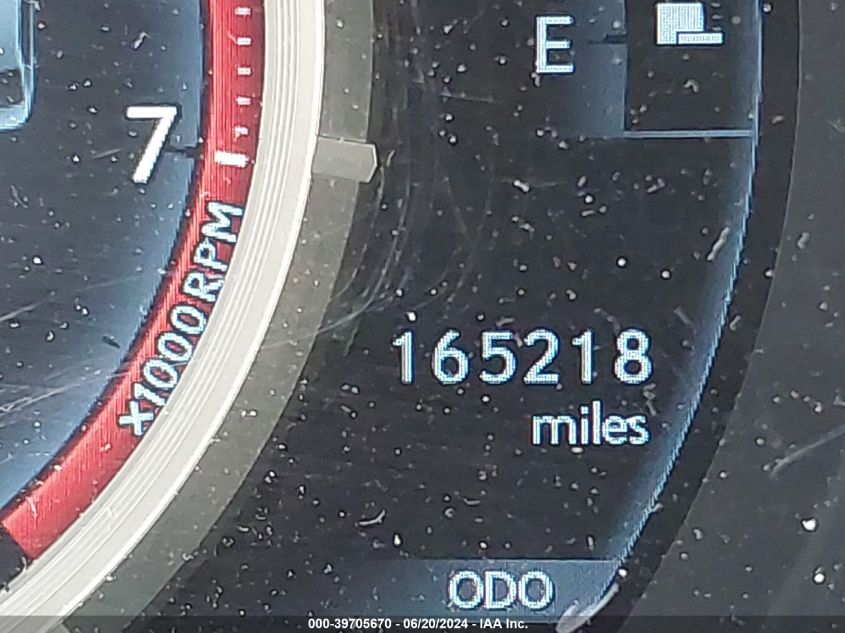 E
7
x1000RPM
165218
miles
ODO
000-39705670 - 06/20/2024 - IAA Inc.